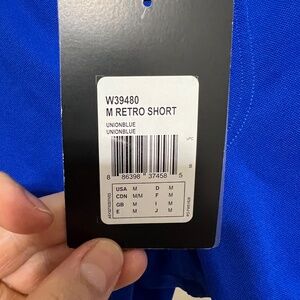 W39480
M RETRO SHORT
UNIONBLUE
UNIONBLUE
8 86398 37458 5
USA M D M
CDN M/M F M
GB M I M
E M J M